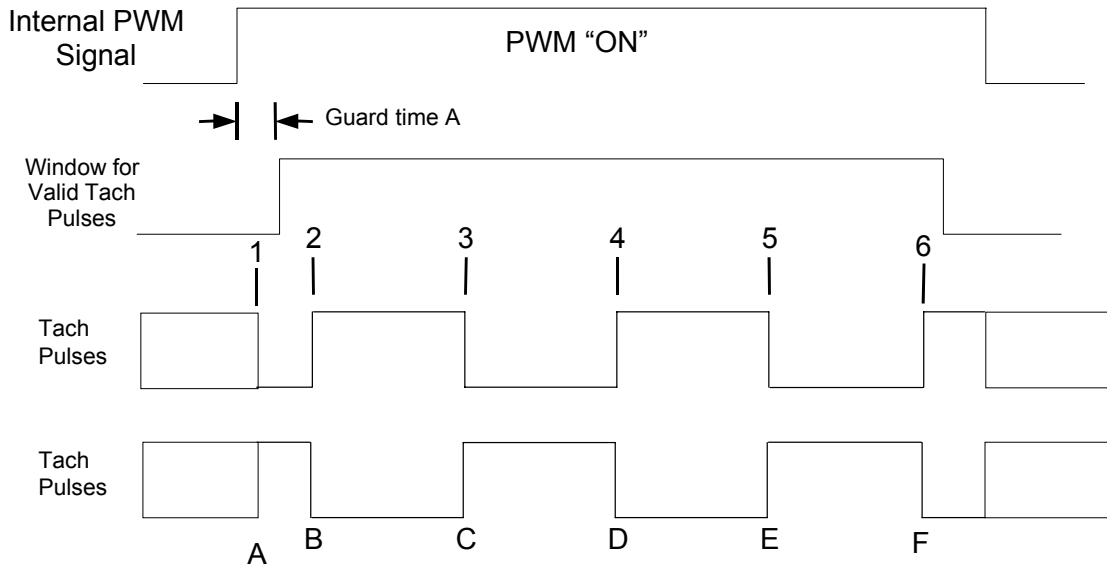 Internal PWM
Signal
PWM “ON”
Guard time A
Window for
Valid Tach
Pulses
1
2
3
4
5
6
Tach
Pulses
Tach
Pulses
A
B
C
D
E
F